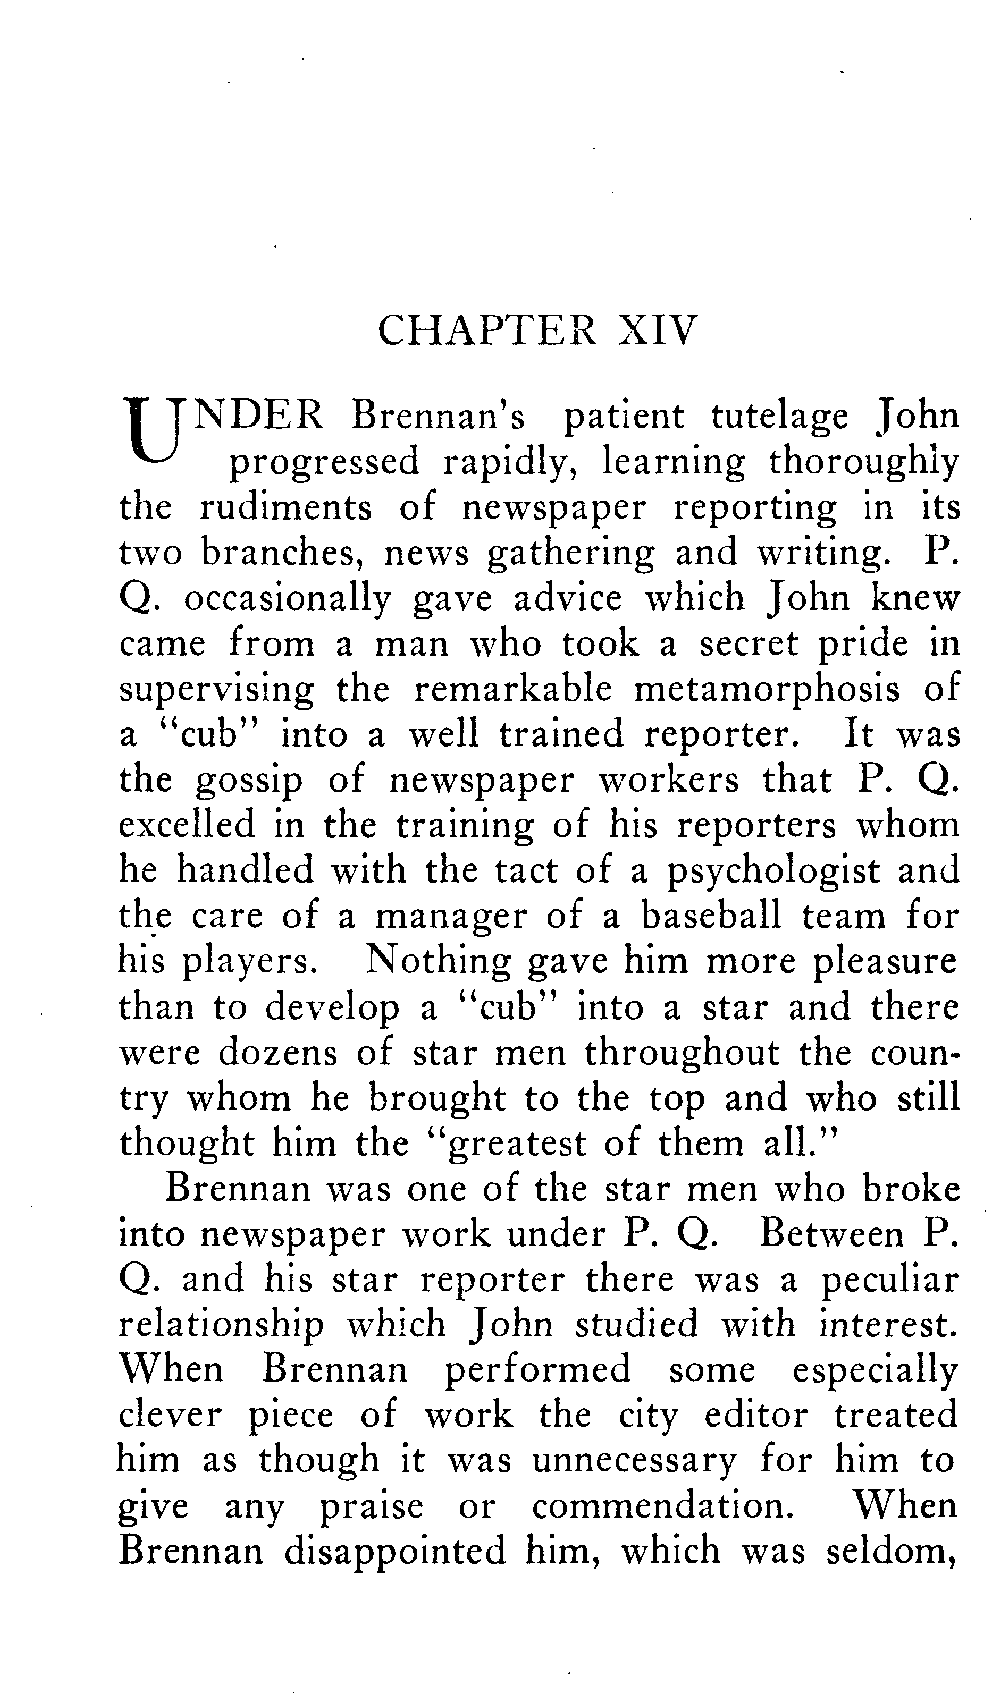 CHAPTER XIV
UNDER Brennan's patient tutelage John
progressed rapidly, learning thoroughly
the rudiments of newspaper reporting in its
two branches, news gathering and writing. P.
Q. occasionally gave advice which John knew
came from a man who took a secret pride in
supervising the remarkable metamorphosis of
a “cub” into a well trained reporter. It was
the gossip of newspaper workers that P. Q.
excelled in the training of his reporters whom
he handled with the tact of a psychologist and
the care of a manager of a baseball team for
his players. Nothing gave him more pleasure
than to develop a “cub” into a star and there
were dozens of star men throughout the coun-
try whom he brought to the top and who still
thought him the “greatest of them all.”
Brennan was one of the star men who broke
into newspaper work under P. Q. Between P.
Q. and his star reporter there was a peculiar
relationship which John studied with interest.
When Brennan performed some especially
clever piece of work the city editor treated
him as though it was unnecessary for him to
give any praise or commendation. When
Brennan disappointed him, which was seldom,